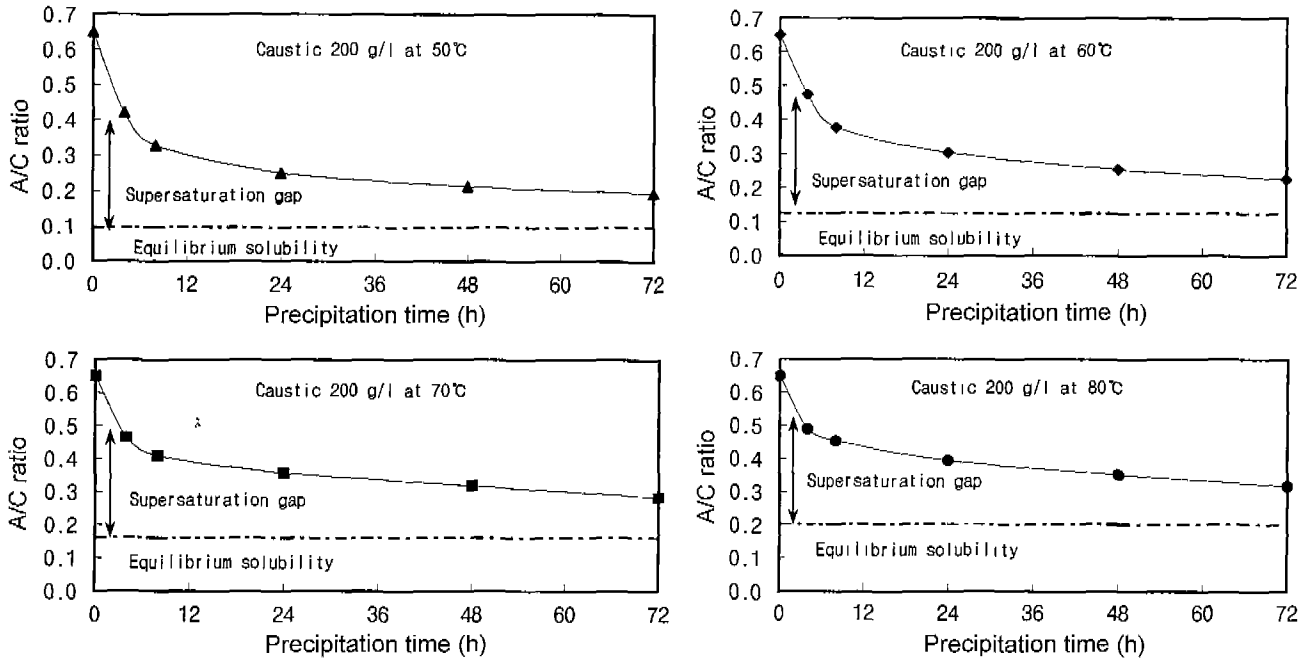 0.7
0.6
0.5
0.4
0.3
0.2
0.1
0.0
A/C ratio
Caustic 200 g/l at 50℃
Supersaturation gap
Equilibrium solubility
0 12 24 36 48 60 72
Precipitation time (h)
0.7
0.6
0.5
0.4
0.3
0.2
0.1
0.0
A/C ratio
Caustic 200 g/l at 60℃
Supersaturation gap
Equilibrium solubility
0 12 24 36 48 60 72
Precipitation time (h)
0.7
0.6
0.5
0.4
0.3
0.2
0.1
0.0
A/C ratio
Caustic 200 g/l at 70℃
Supersaturation gap
Equilibrium solubility
0 12 24 36 48 60 72
Precipitation time (h)
0.7
0.6
0.5
0.4
0.3
0.2
0.1
0.0
A/C ratio
Caustic 200 g/l at 80℃
Supersaturation gap
Equilibrium solubility
0 12 24 36 48 60 72
Precipitation time (h)